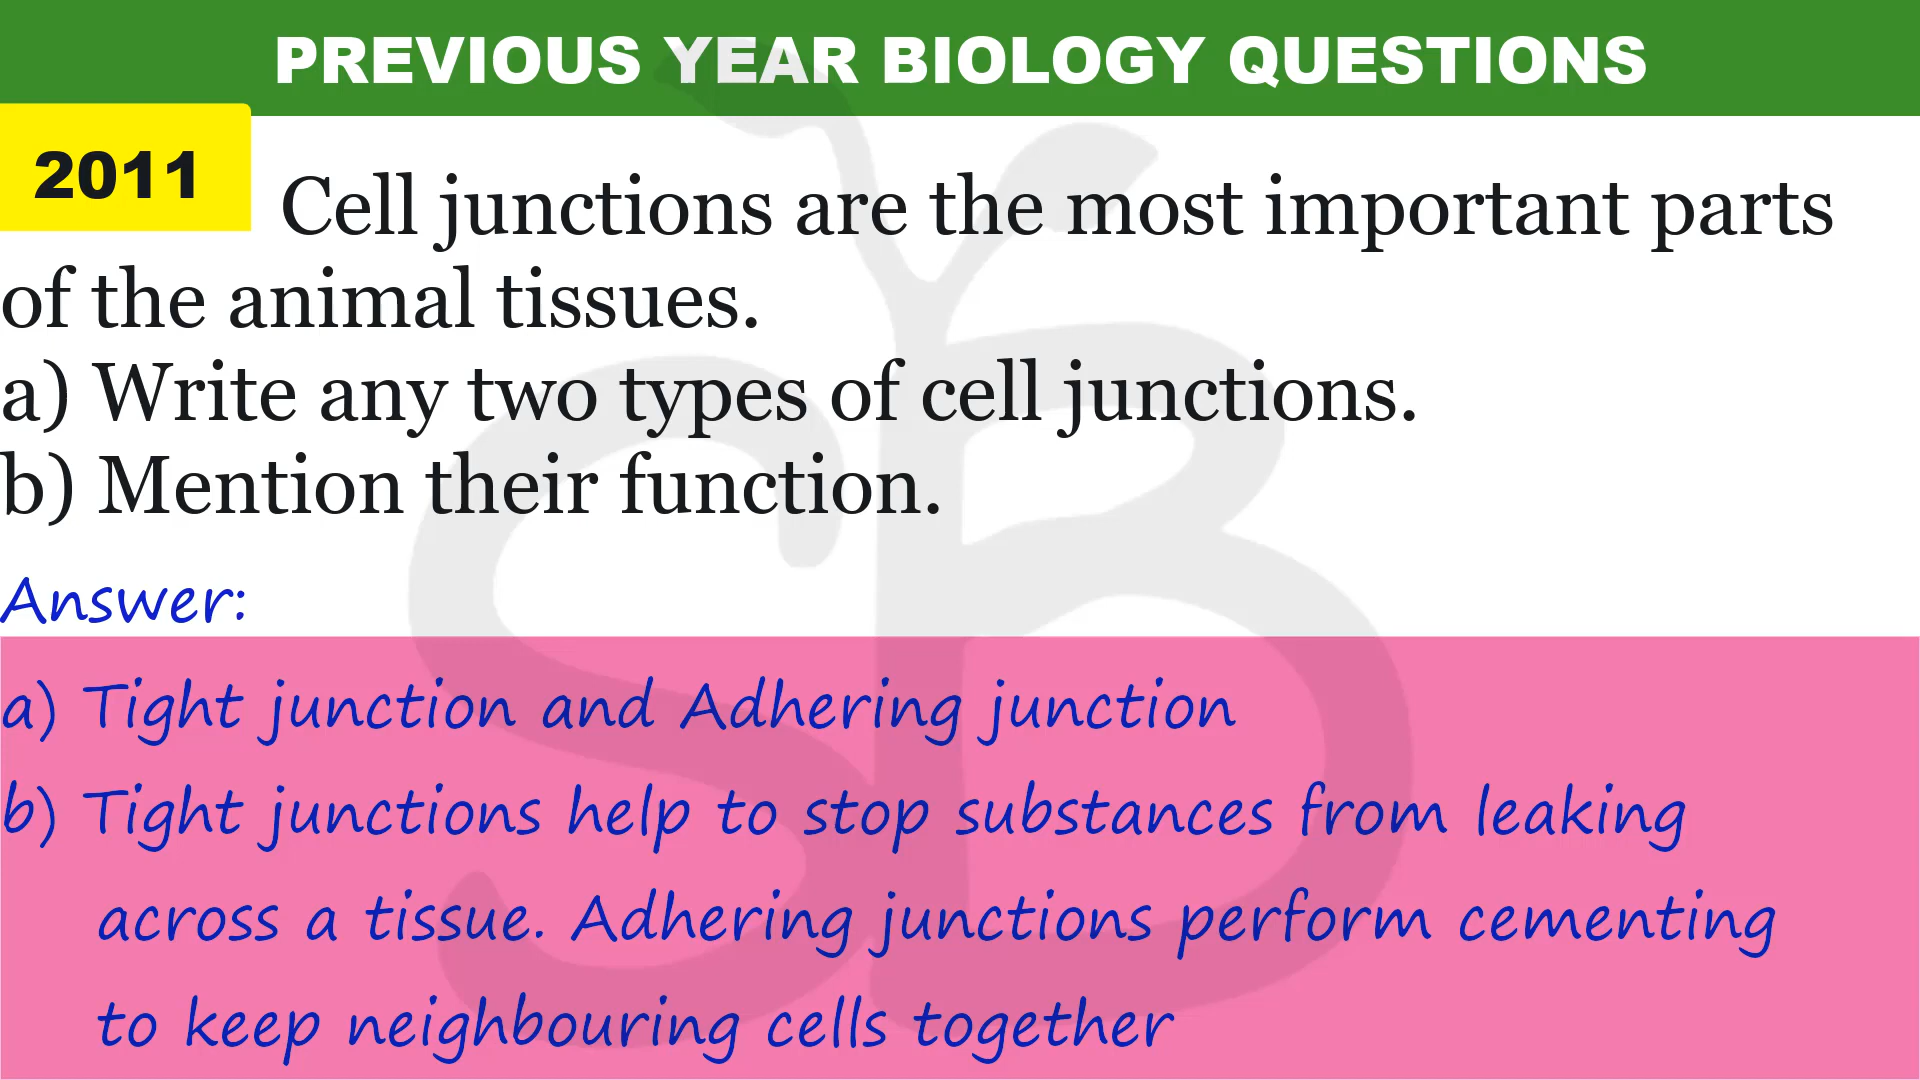 PREVIOUS YEAR BIOLOGY QUESTIONS
2011
Cell junctions are the most important parts
of the animal tissues.
a) Write any two types of cell junctions.
b) Mention their function.
Answer:
a) Tight junction and Adhering junction
b) Tight junctions help to stop substances from leaking
across a tissue. Adhering junctions perform cementing
to keep neighbouring cells together
SB